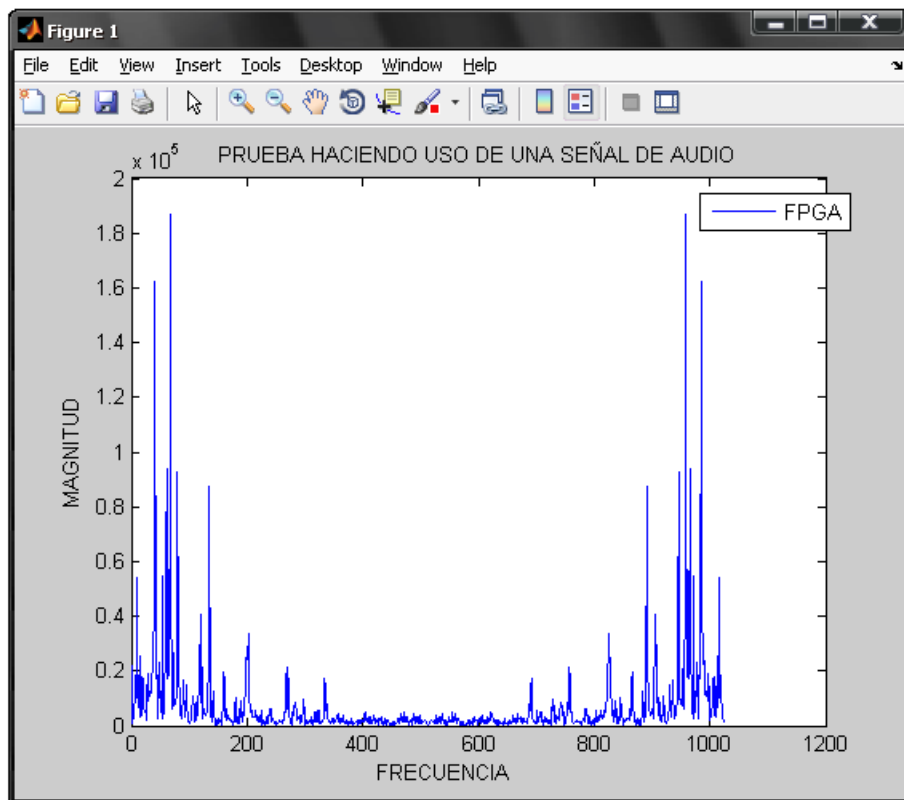 Figure 1
File Edit View Insert Tools Desktop Window Help
x 10^5
PRUEBA HACIENDO USO DE UNA SEÑAL DE AUDIO
FPGA
2
1.8
1.6
1.4
1.2
1
0.8
0.6
0.4
0.2
0
MAGNITUD
0 200 400 600 800 1000 1200
FRECUENCIA